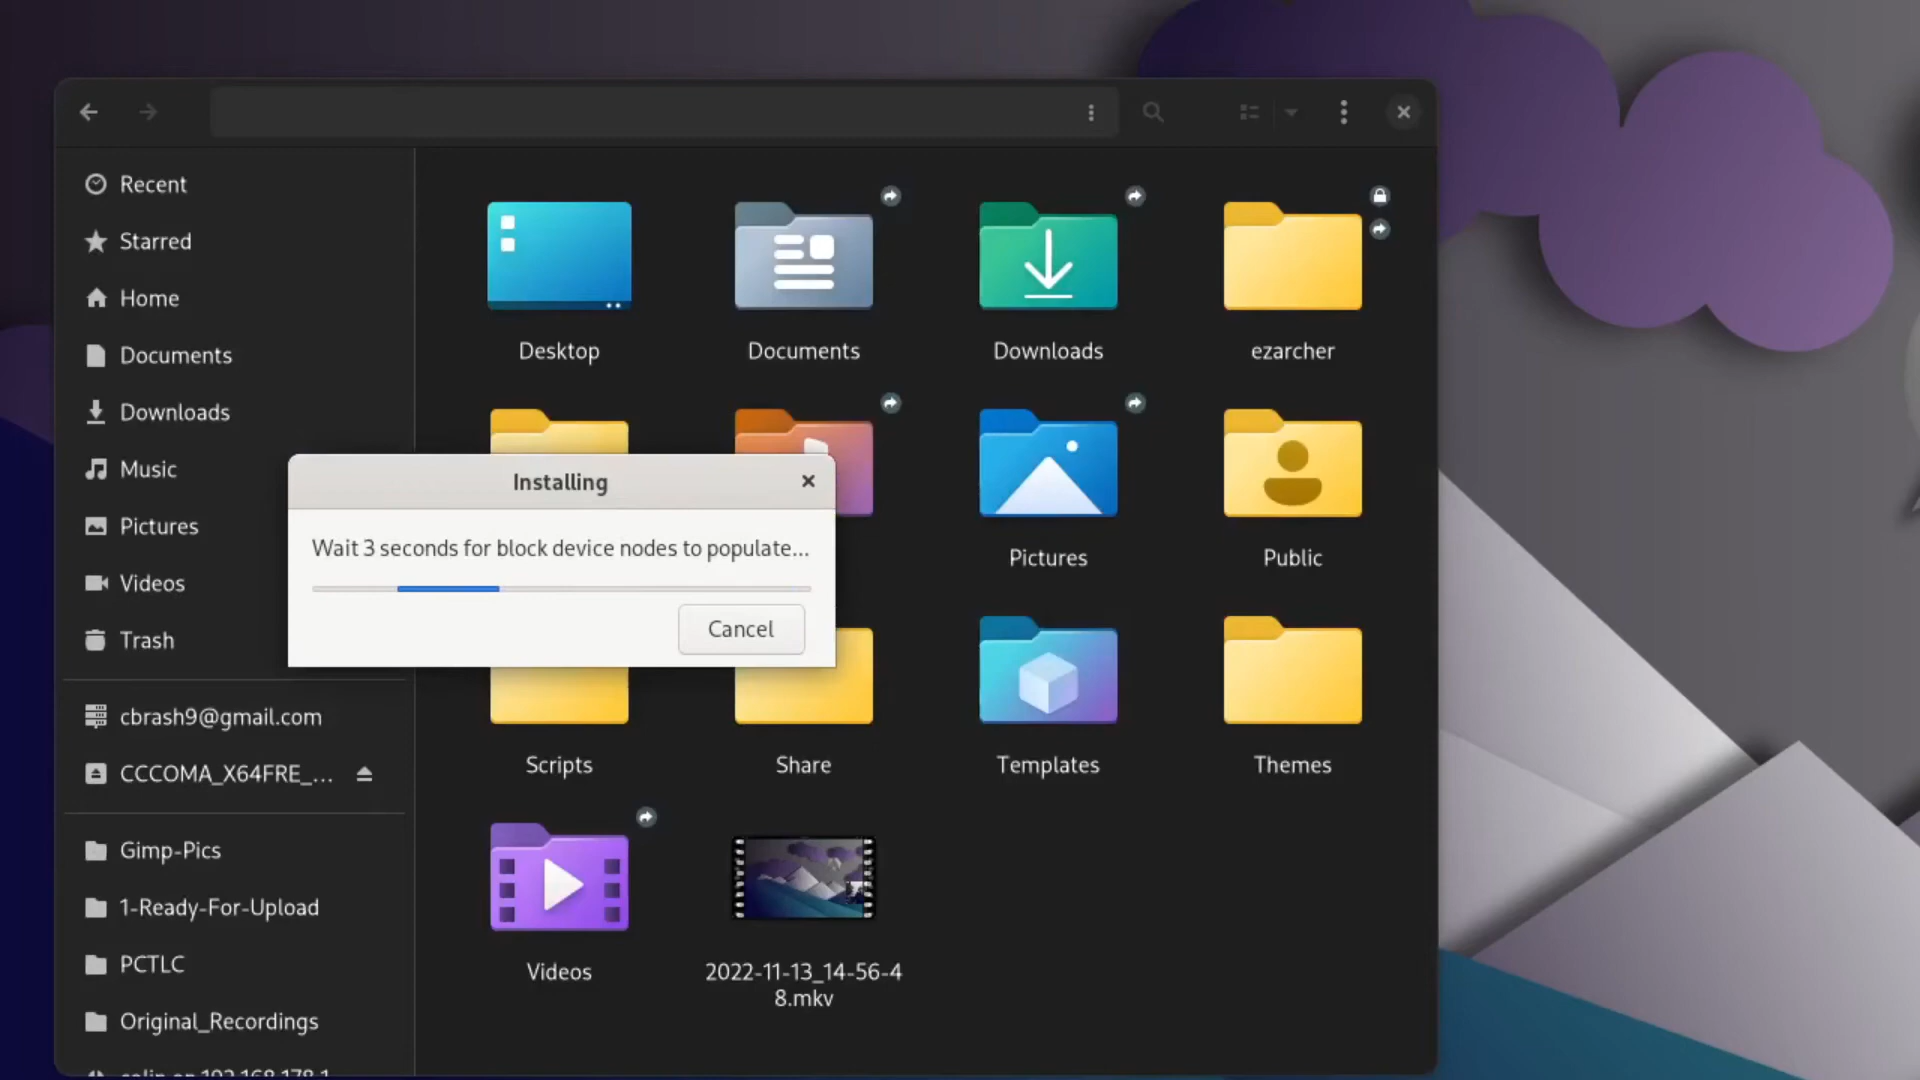 Recent
Starred
Home
Documents
Downloads
Music
Pictures
Videos
Trash
cbrash9@gmail.com
CCCOMA_X64FRE_...
Gimp-Pics
1-Ready-For-Upload
PCTLC
Original_Recordings
Desktop
Documents
Downloads
ezarcher
Installing
Wait 3 seconds for block device nodes to populate...
Cancel
Pictures
Public
Scripts
Share
Templates
Themes
Videos
2022-11-13_14-56-4
8.mkv